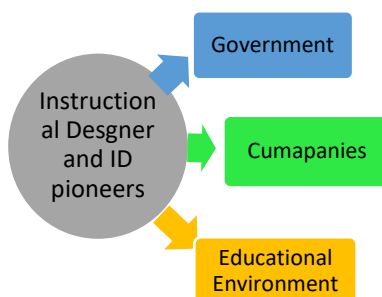 Instruction
al Desgner
and ID
pioneers
Government
Cumapanies
Educational
Environment